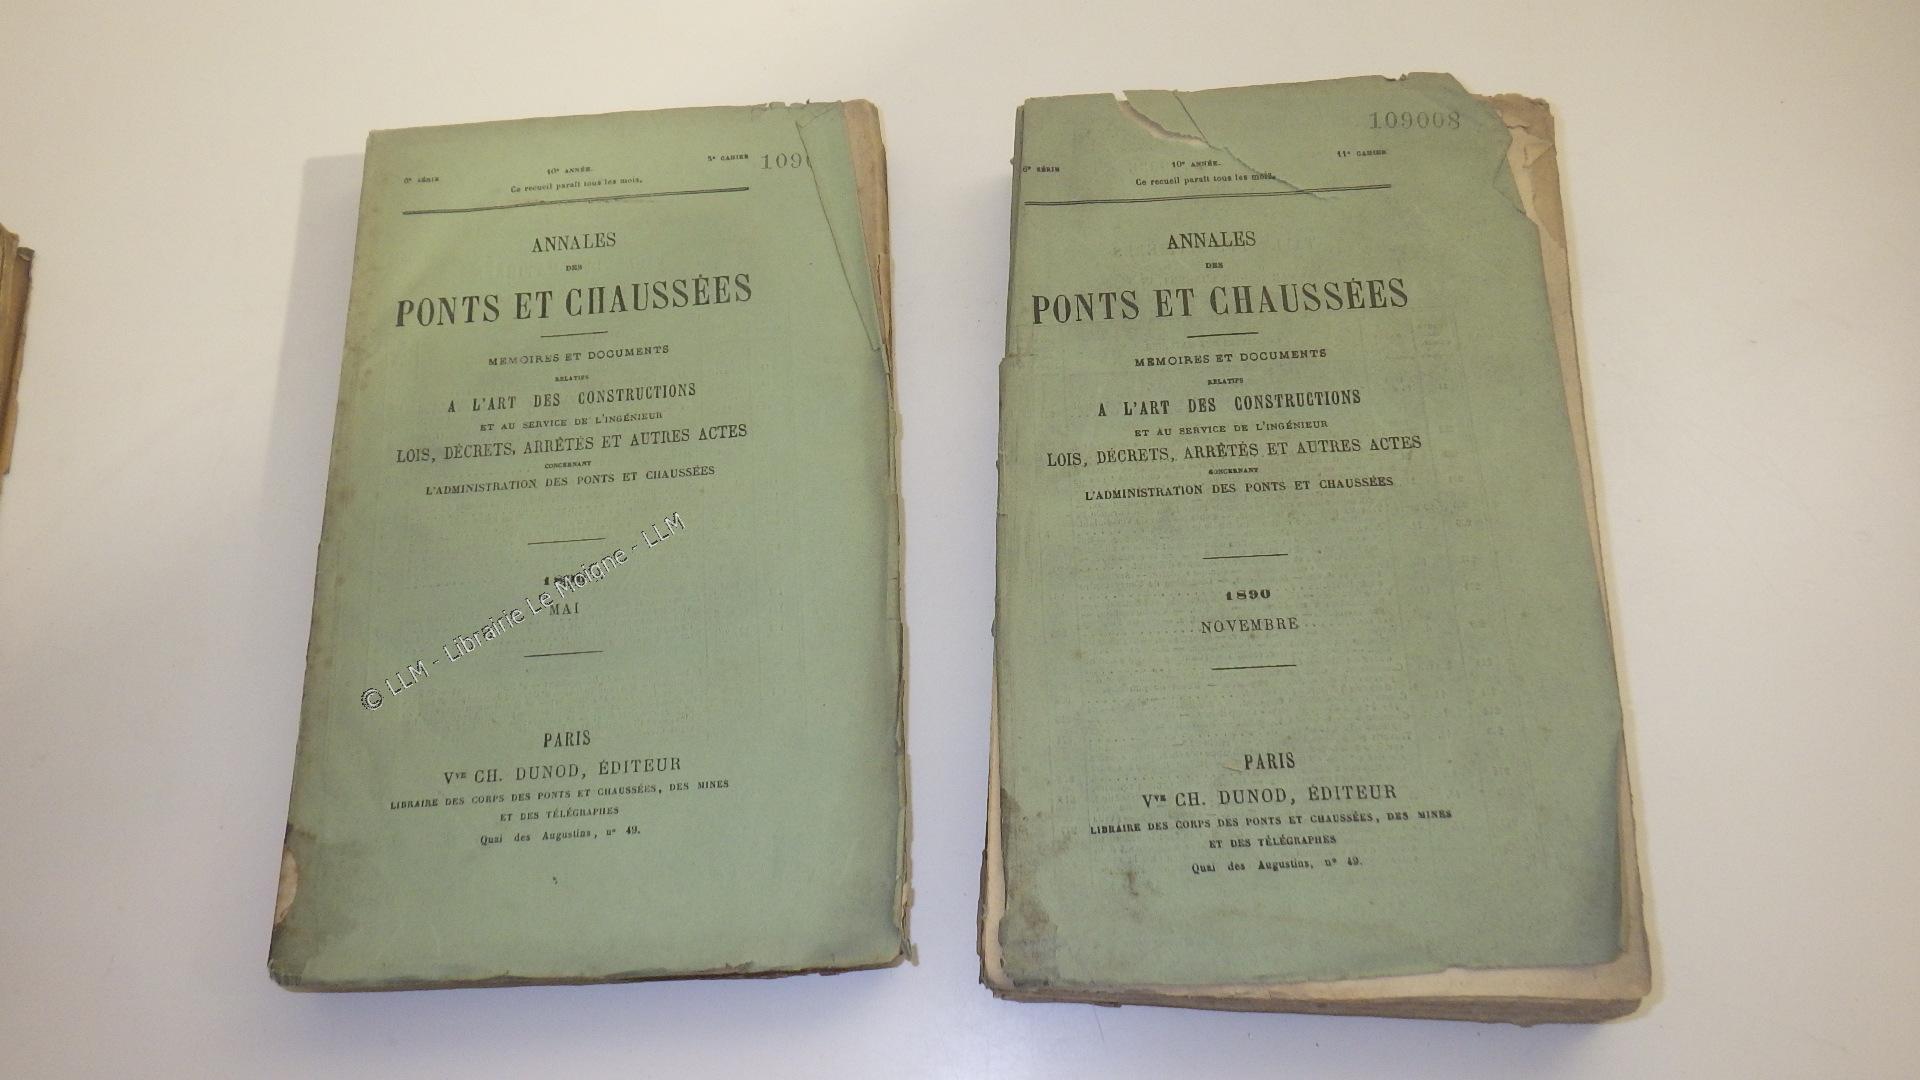 6e SÉRIE 10e ANNÉE. 5e CAHIER
Ce recueil paraît tous les mois.
ANNALES
DES
PONTS ET CHAUSSÉES
MÉMOIRES ET DOCUMENTS
RELATIFS
A L'ART DES CONSTRUCTIONS
ET AU SERVICE DE L'INGÉNIEUR
LOIS, DÉCRETS, ARRÊTÉS ET AUTRES ACTES
CONCERNANT
L'ADMINISTRATION DES PONTS ET CHAUSSÉES
MAI
© LLM - Librairie Le Moigne - LLM
PARIS
Vve CH. DUNOD, ÉDITEUR
LIBRAIRE DES CORPS DES PONTS ET CHAUSSÉES, DES MINES
ET DES TÉLÉGRAPHES
Quai des Augustins, no 49.
109008
6e SÉRIE 10e ANNÉE. 11e CAHIER
Ce recueil paraît tous les mois.
ANNALES
DES
PONTS ET CHAUSSÉES
MÉMOIRES ET DOCUMENTS
RELATIFS
A L'ART DES CONSTRUCTIONS
ET AU SERVICE DE L'INGÉNIEUR
LOIS, DÉCRETS, ARRÊTÉS ET AUTRES ACTES
CONCERNANT
L'ADMINISTRATION DES PONTS ET CHAUSSÉES
1890
NOVEMBRE
PARIS
Vve CH. DUNOD, ÉDITEUR
LIBRAIRE DES CORPS DES PONTS ET CHAUSSÉES, DES MINES
ET DES TÉLÉGRAPHES
Quai des Augustins, no 49.